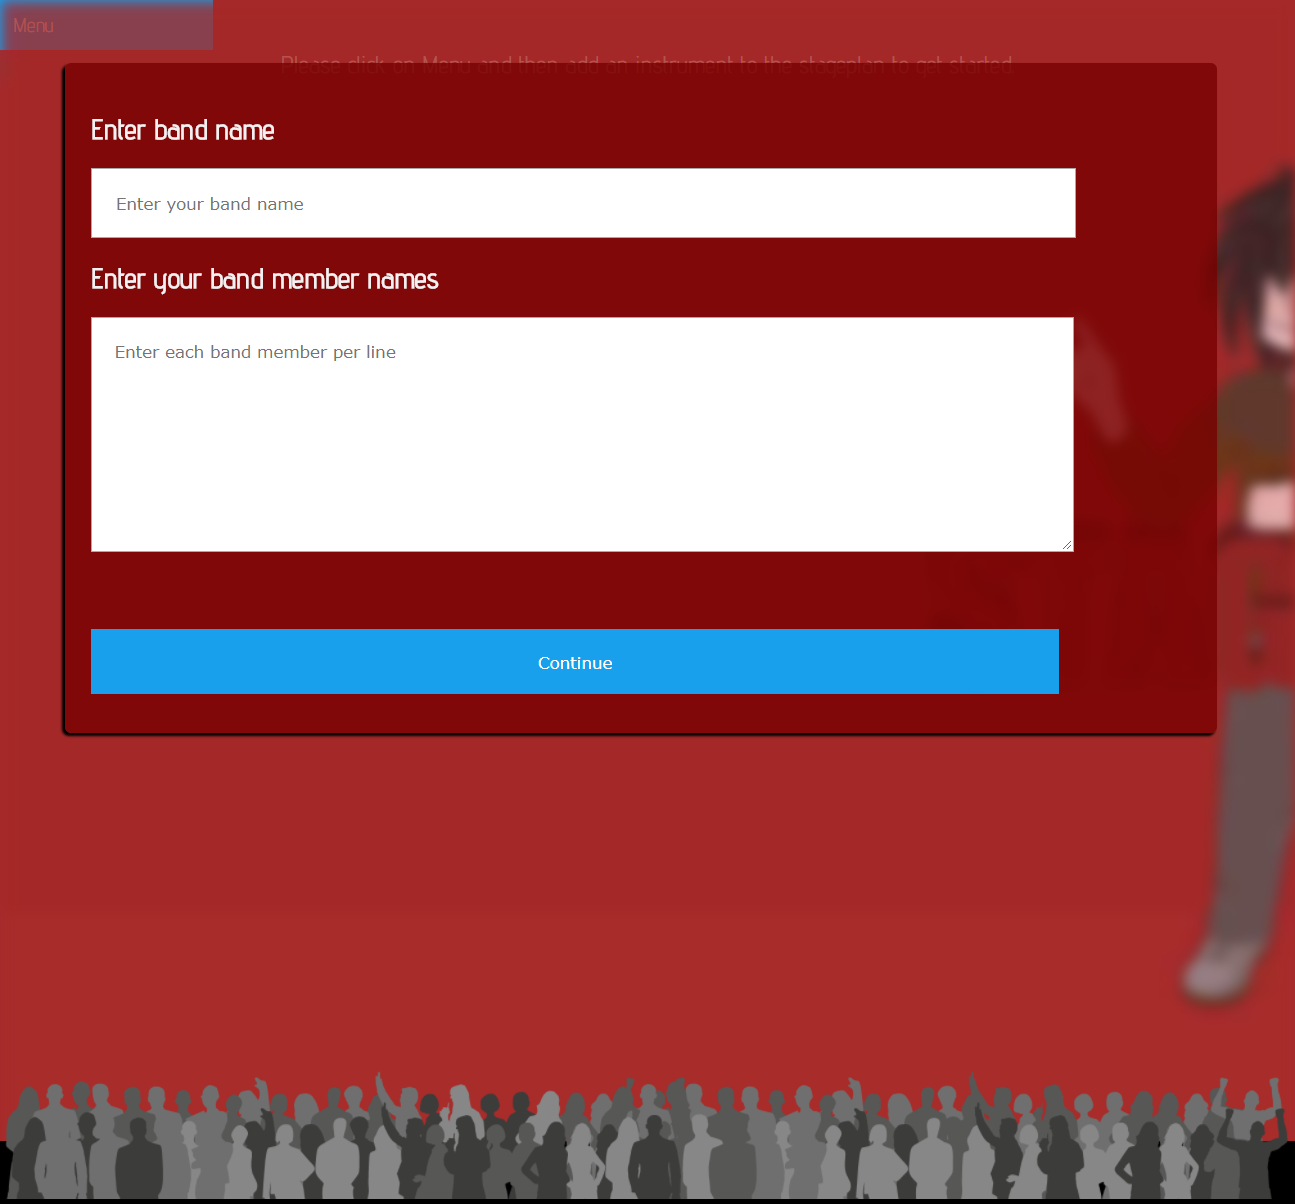 Menu
Please click on Menu and then add an instrument to the stageplan to get started
Enter band name
Enter your band name
Enter your band member names
Enter each band member per line
Continue